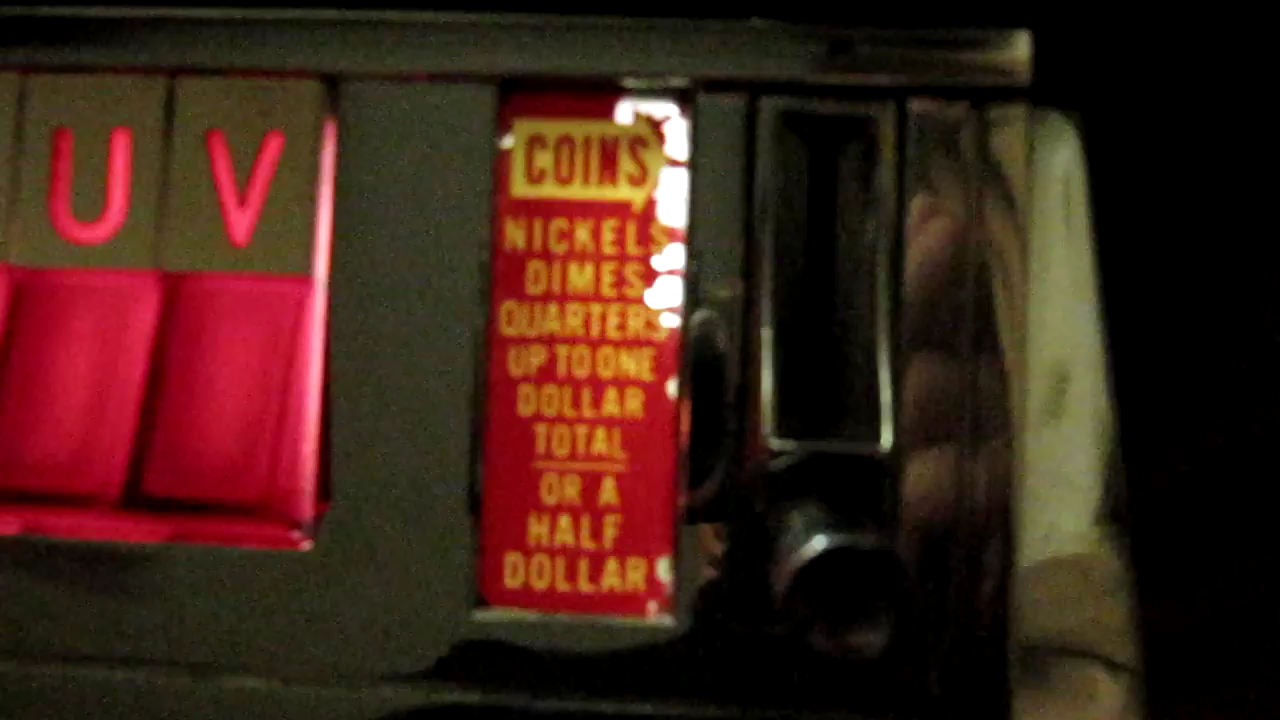 U V
COINS
NICKELS
DIMES
QUARTERS
UP TO ONE
DOLLAR
TOTAL
OR A
HALF
DOLLAR